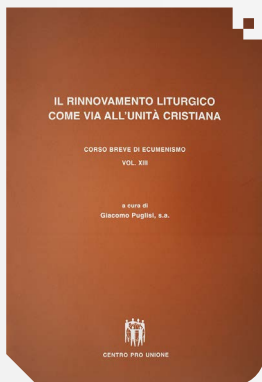 IL RINNOVAMENTO LITURGICO
COME VIA ALL'UNITÀ CRISTIANA
CORSO BREVE DI ECUMENISMO
VOL. XIII
a cura di
Giacomo Puglisi, s.a.
CENTRO PRO UNIONE